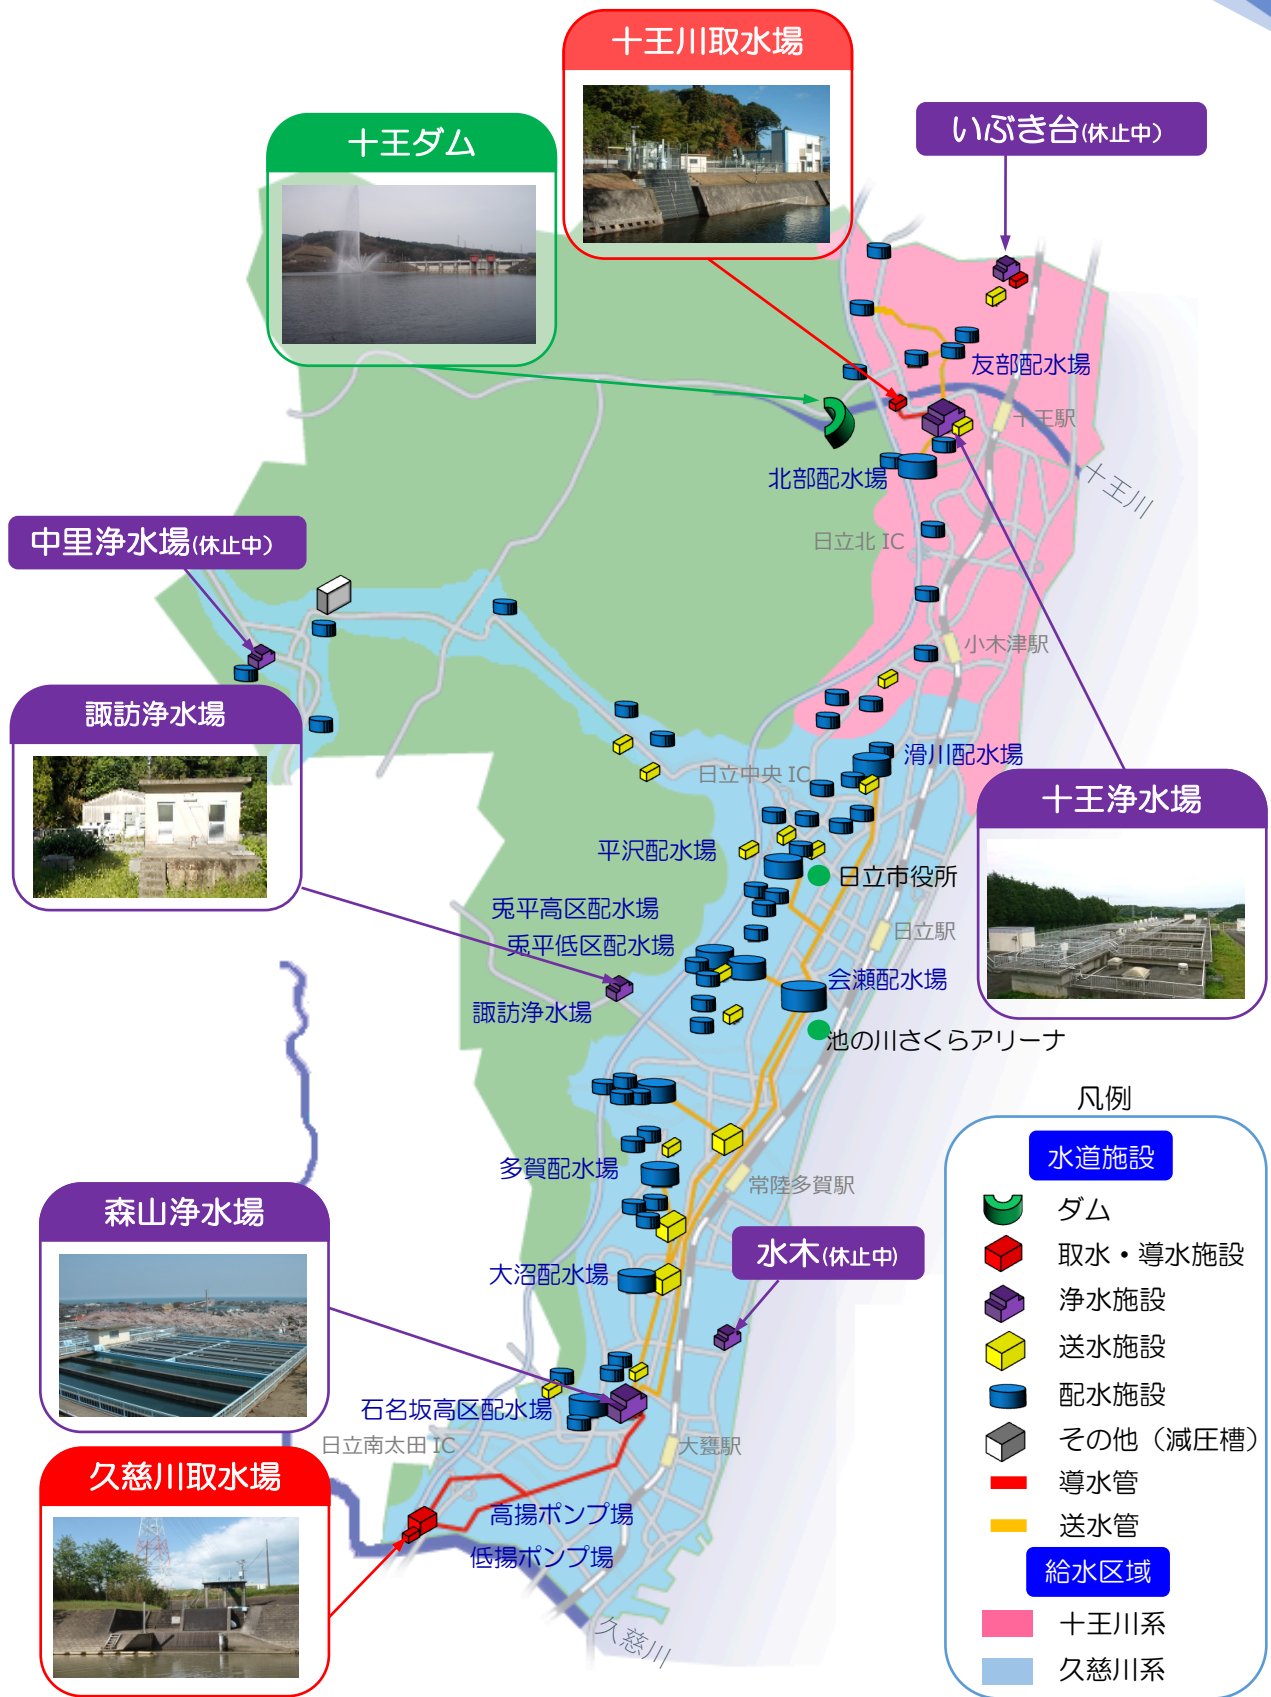 十王川取水場
十王ダム
いぶき台(休止中)
友部配水場
十王駅
北部配水場
十王川
日立北 IC
中里浄水場(休止中)
小木津駅
諏訪浄水場
滑川配水場
日立中央 IC
十王浄水場
平沢配水場
日立市役所
兎平高区配水場
日立駅
兎平低区配水場
会瀬配水場
諏訪浄水場
池の川さくらアリーナ
多賀配水場
常陸多賀駅
森山浄水場
水木(休止中)
大沼配水場
石名坂高区配水場
日立南太田 IC
大甕駅
久慈川取水場
高揚ポンプ場
低揚ポンプ場
久慈川
凡例
水道施設
ダム
取水・導水施設
浄水施設
送水施設
配水施設
その他（減圧槽）
導水管
送水管
給水区域
十王川系
久慈川系